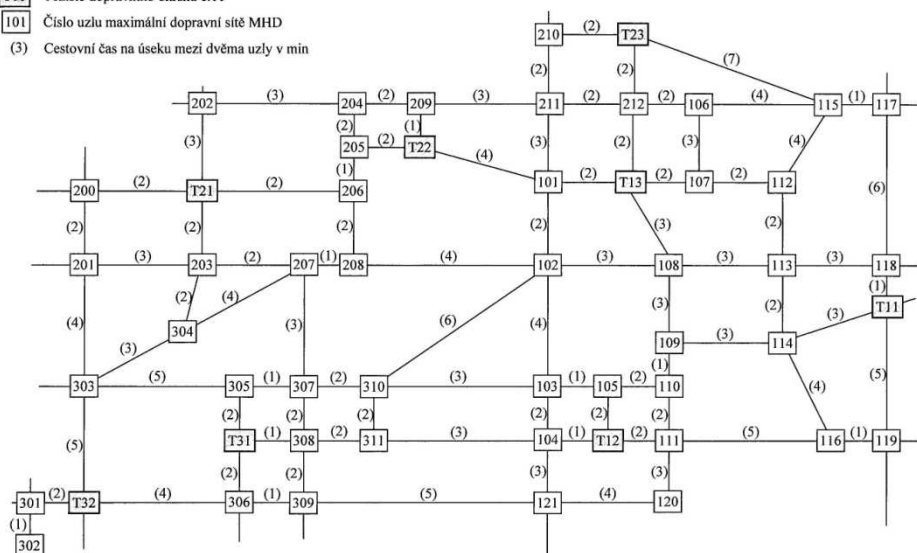 101 Číslo uzlu maximální dopravní sítě MHD
(3) Cestovní čas na úseku mezi dvěma uzly v min
210 (2) T23
(2) (2) (7)
202 (3) 204 (2) 209 (3) 211 (2) 212 (2) 106 (4) 115 (1) 117
(3) (2) (1) (3) (2) (3) (4)
205 (2) T22 (4)
200 (2) T21 (2) (1) 206 101 (2) T13 (2) 107 (2) 112 (6)
(2) (2) (2) (2) (3) (2)
201 (3) 203 (2) 207 (1) 208 (4) 102 (3) 108 (3) 113 (3) 118
(4) (2) (4) (3) (6) (4) (3) (2) (1)
304 (3) T11
(3) 109 (3) 114 (3)
(1) (5)
303 (5) 305 (1) 307 (2) 310 (3) 103 (1) 105 (2) 110 (4)
(5) (2) (2) (2) (2) (2) (2)
T31 (1) 308 (2) 311 (3) 104 (1) T12 (2) 111 (5) 116 (1) 119
(2) (2) (3) (3)
301 (2) T32 (4) 306 (1) 309 (5) 121 (4) 120
(1)
302